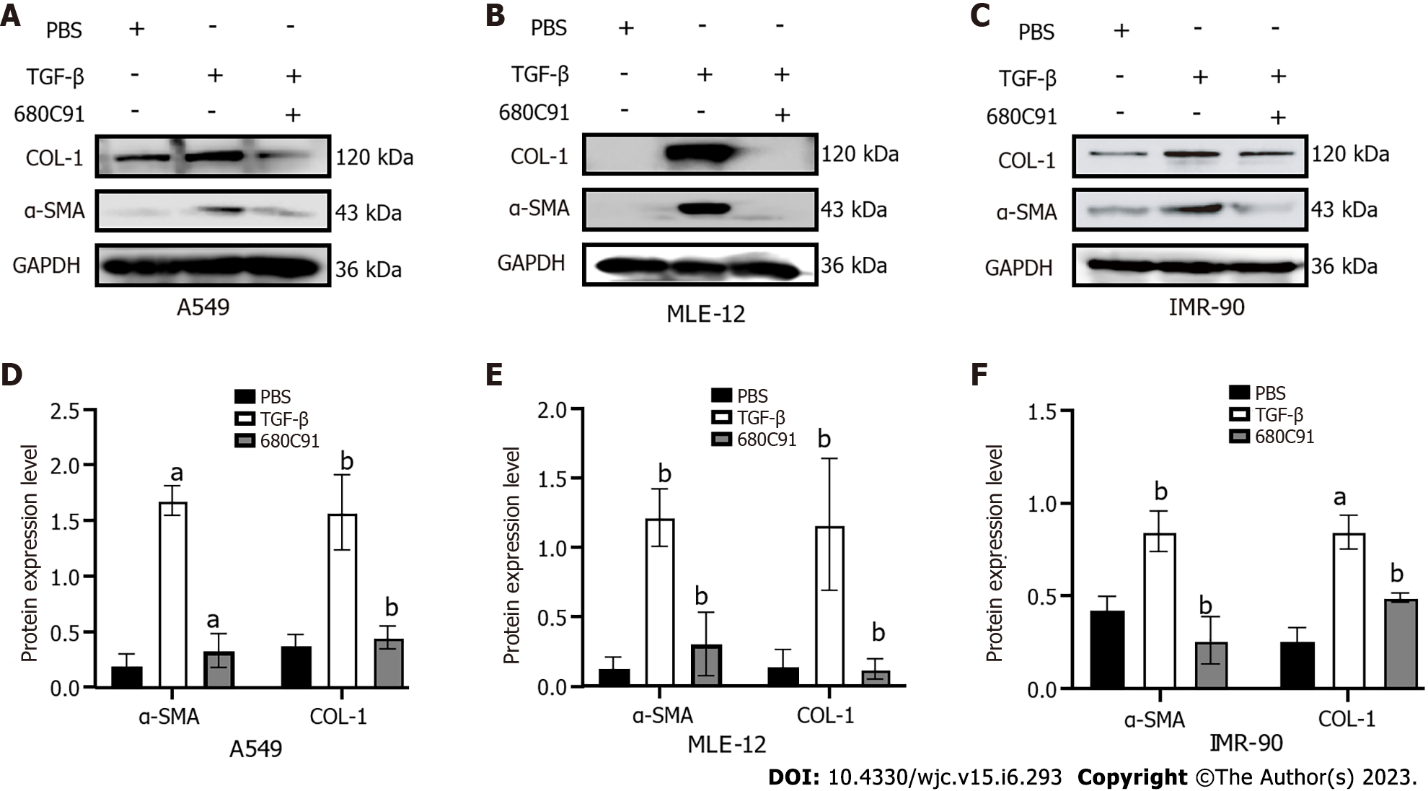 A
PBS + - -
TGF-β - + +
680C91 - - +
COL-1 120 kDa
α-SMA 43 kDa
GAPDH 36 kDa
A549
B
PBS + - -
TGF-β - + +
680C91 - - +
COL-1 120 kDa
α-SMA 43 kDa
GAPDH 36 kDa
MLE-12
C
PBS + - -
TGF-β - + +
680C91 - - +
COL-1 120 kDa
α-SMA 43 kDa
GAPDH 36 kDa
IMR-90
D
PBS
TGF-β
680C91
Protein expression level
2.5
2.0
1.5
1.0
0.5
0.0
a
a
b
b
α-SMA COL-1
A549
E
PBS
TGF-β
680C91
Protein expression level
2.0
1.5
1.0
0.5
0.0
b
b
b
b
α-SMA COL-1
MLE-12
F
PBS
TGF-β
680C91
Protein expression level
1.5
1.0
0.5
0.0
b
b
a
b
α-SMA COL-1
IMR-90
DOI: 10.4330/wjc.v15.i6.293 Copyright ©The Author(s) 2023.